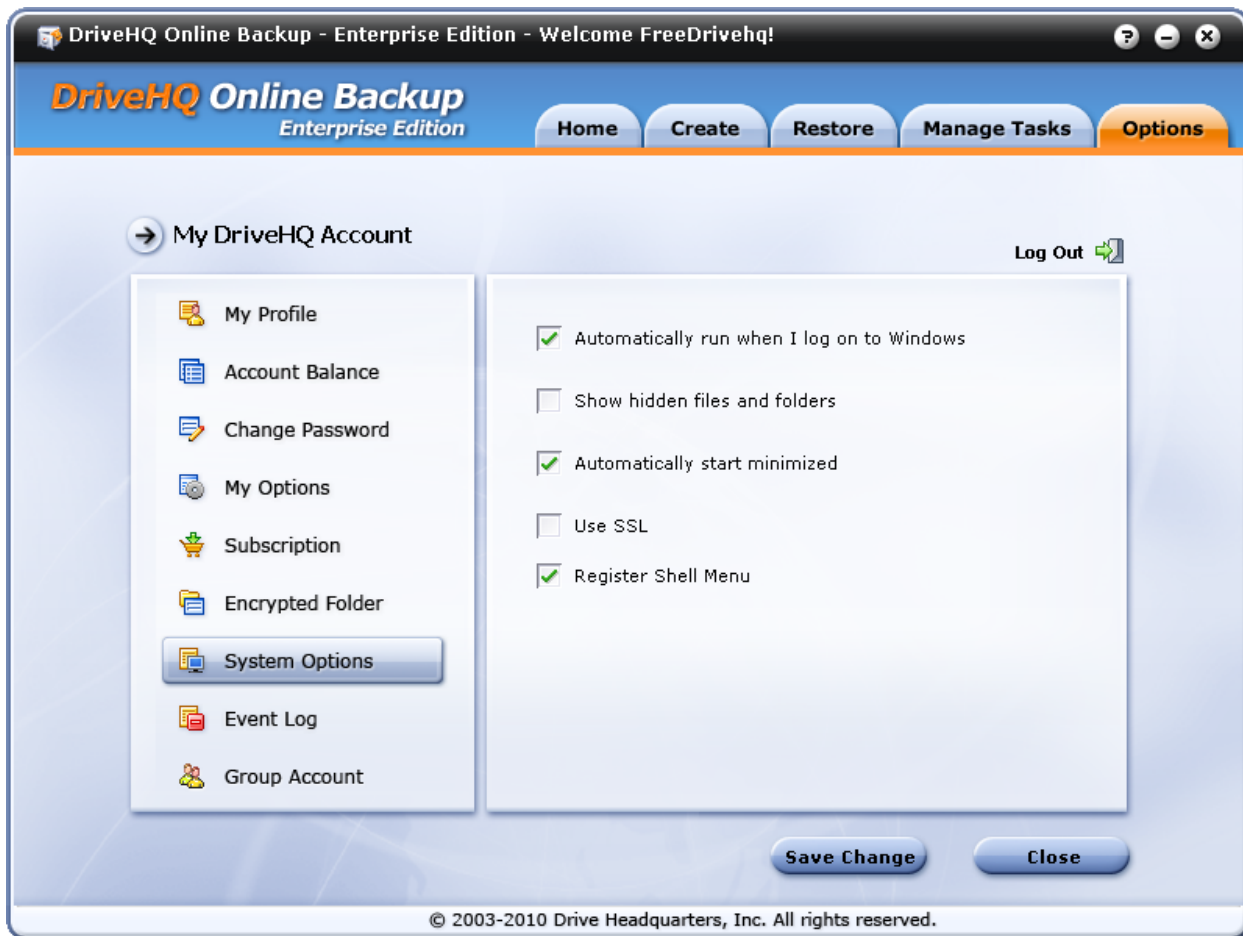 DriveHQ Online Backup - Enterprise Edition - Welcome FreeDrivehq!
DriveHQ Online Backup
Enterprise Edition
Home Create Restore Manage Tasks Options
My DriveHQ Account
Log Out
My Profile
Account Balance
Change Password
My Options
Subscription
Encrypted Folder
System Options
Event Log
Group Account
Automatically run when I log on to Windows
Show hidden files and folders
Automatically start minimized
Use SSL
Register Shell Menu
Save Change Close
© 2003-2010 Drive Headquarters, Inc. All rights reserved.